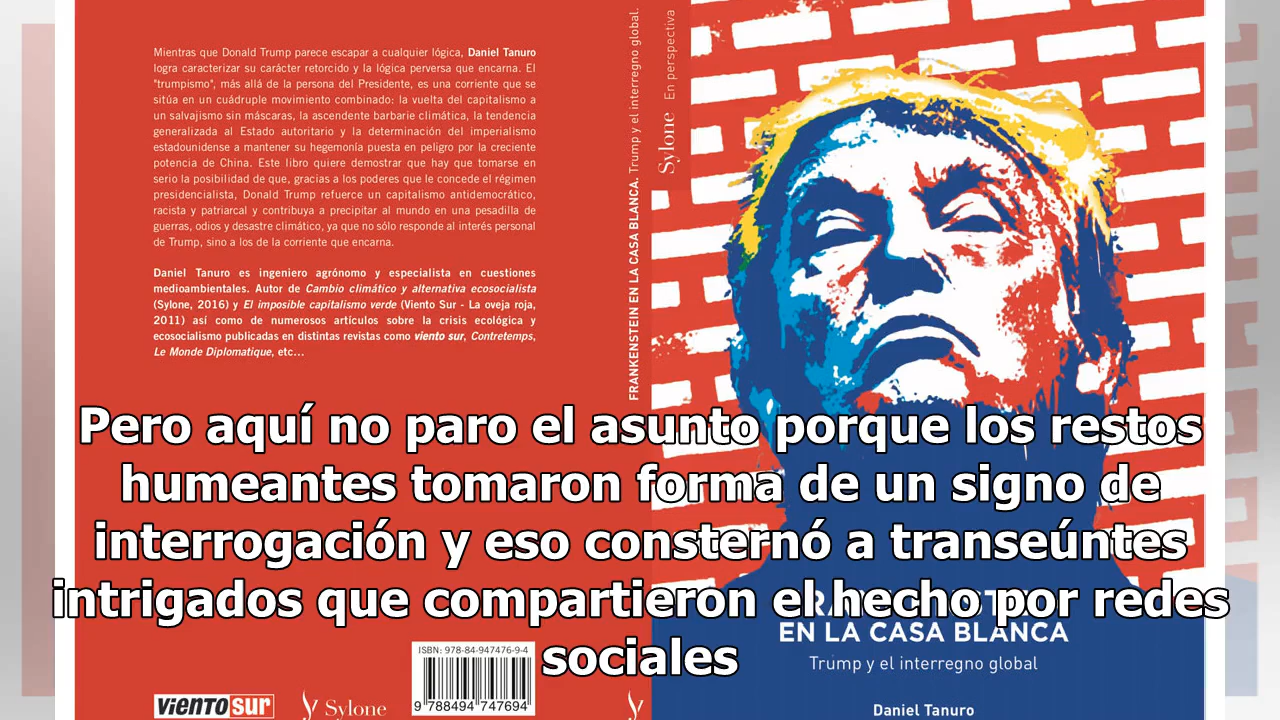 Mientras que Donald Trump parece escapar a cualquier lógica, Daniel Tanuro
logra caracterizar su carácter retorcido y la lógica perversa que encarna. El
"trumpismo", más allá de la persona del Presidente, es una corriente que se
sitúa en un cuádruple movimiento combinado: la vuelta del capitalismo a
un salvajismo sin máscaras, la ascendente barbarie climática, la tendencia
generalizada al Estado autoritario y la determinación del imperialismo
estadounidense a mantener su hegemonía puesta en peligro por la creciente
potencia de China. Este libro quiere demostrar que hay que tomarse en
serio la posibilidad de que, gracias a los poderes que le concede el régimen
presidencialista, Donald Trump refuerce un capitalismo antidemocrático,
racista y patriarcal y contribuya a precipitar al mundo en una pesadilla de
guerras, odios y desastre climático, ya que no sólo responde al interés personal
de Trump, sino a los de la corriente que encarna.
Daniel Tanuro es ingeniero agrónomo y especialista en cuestiones
medioambientales. Autor de Cambio climático y alternativa ecosocialista
(Sylone, 2016) y El imposible capitalismo verde (Viento Sur - La oveja roja,
2011) así como de numerosos artículos sobre la crisis ecológica y
ecosocialismo publicadas en distintas revistas como viento sur, Contretemps,
Le Monde Diplomatique, etc...
FRANKENSTEIN EN LA CASA BLANCA. Trump y el interregno global.
Sylone En perspectiva
Pero aquí no paro el asunto porque los restos
humeantes tomaron forma de un signo de
interrogación y eso consternó a transeúntes
intrigados que compartieron el hecho por redes
sociales
EN LA CASA BLANCA
Trump y el interregno global
Daniel Tanuro
ISBN: 978-84-947476-9-4
9 788494 747694
viento sur
Sylone